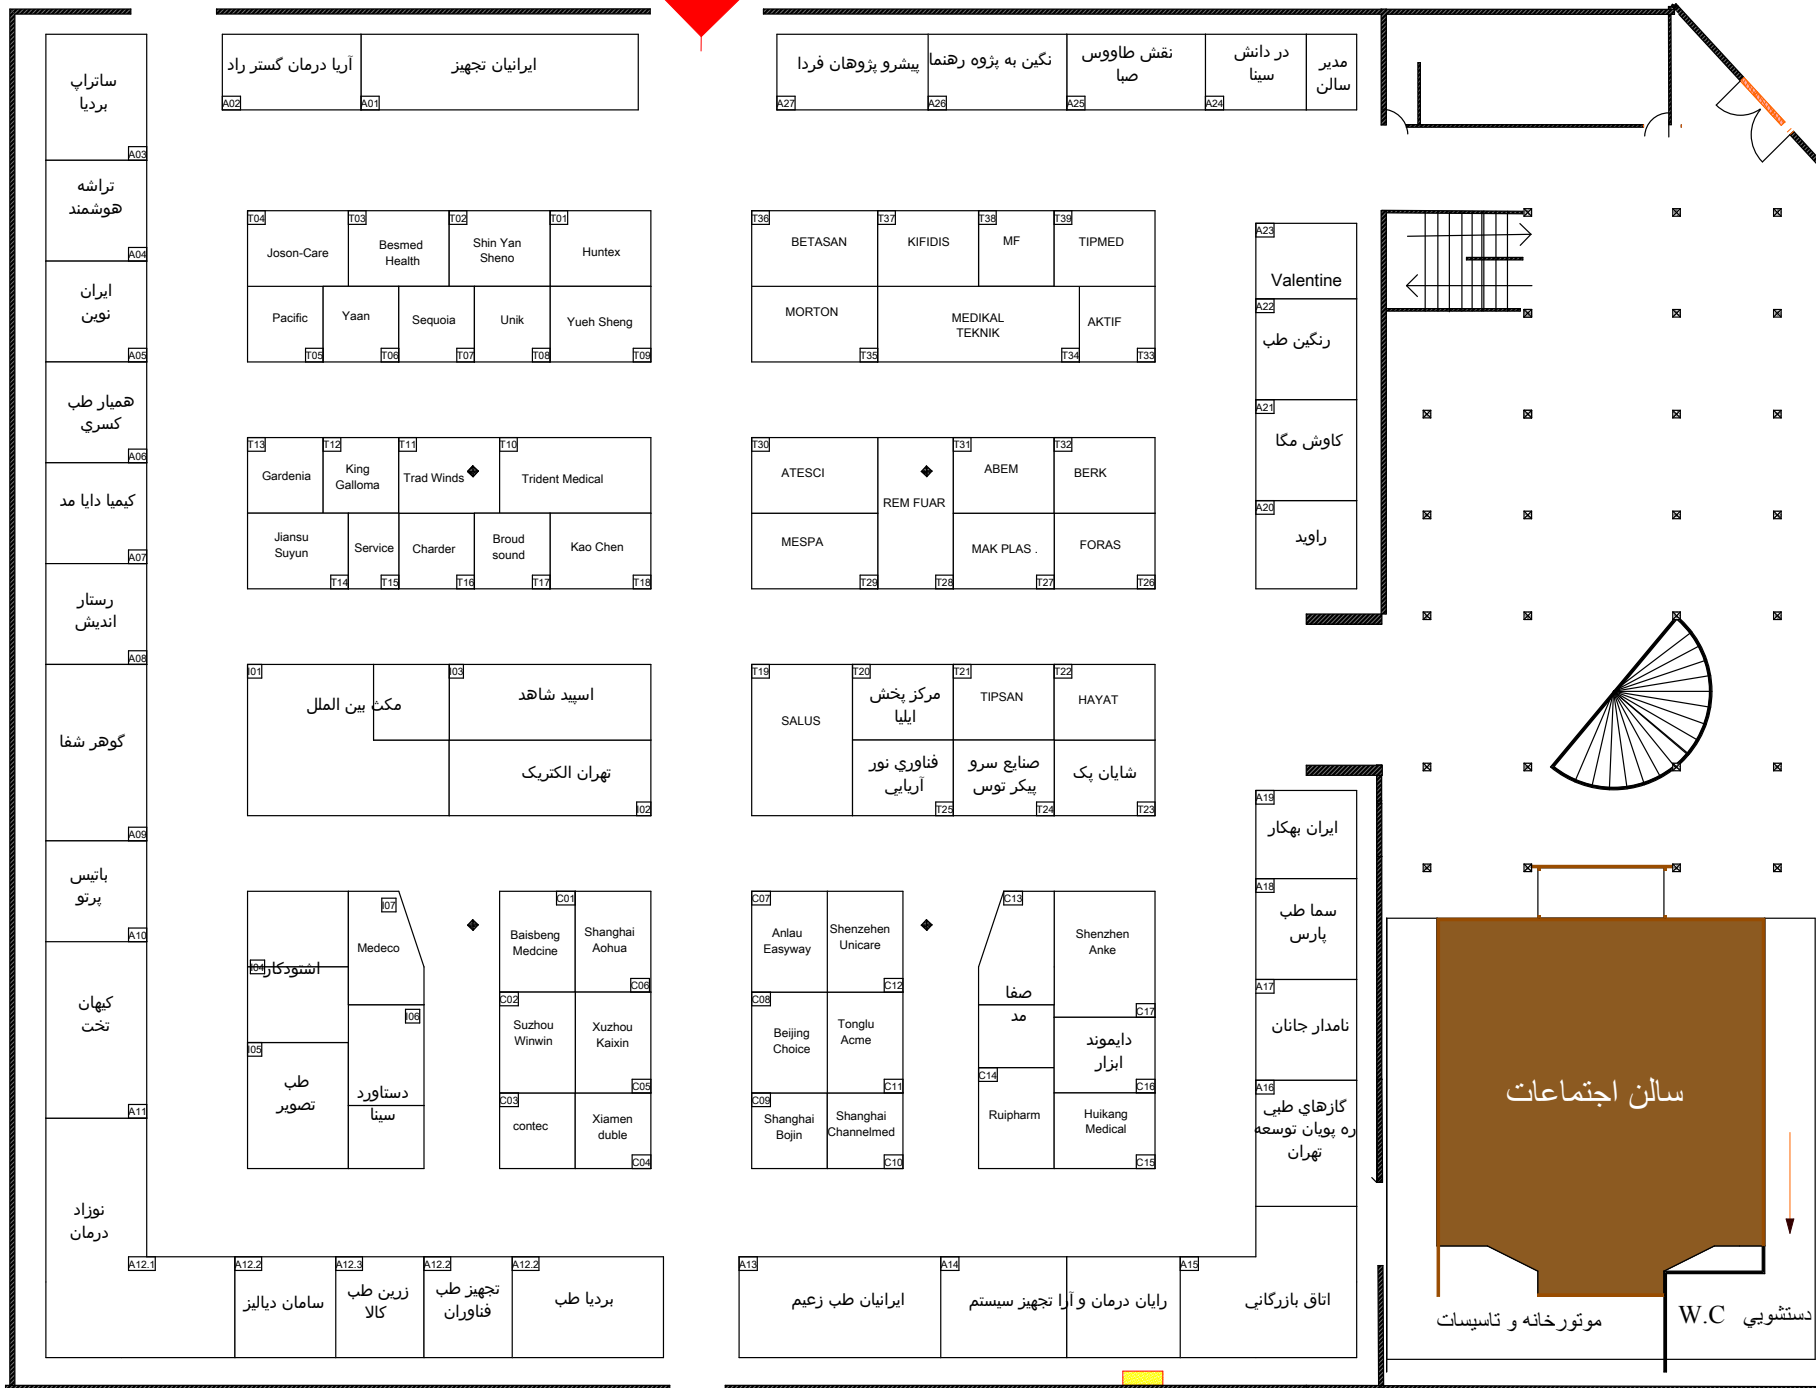 آریا درمان گستر راد
A02
ایرانیان تجهیز
A01
پیشرو پژوهان فردا
A27
نگین به پژوه رهنما
A26
نقش طاووس
صبا
A25
در دانش
سینا
A24
مدیر
سالن
ساتراپ
بردیا
A03
تراشه
هوشمند
A04
ایران
نوین
A05
همیار طب
کسري
A06
کیمیا دایا مد
A07
رستار
اندیش
A08
گوهر شفا
A09
باتیس
پرتو
A10
کیهان
تخت
A11
نوزاد
درمان
A12.1
T04
Joson-Care
T03
Besmed
Health
T02
Shin Yan
Sheno
T01
Huntex
Pacific
T05
Yaan
T06
Sequoia
T07
Unik
T08
Yueh Sheng
T09
T36
BETASAN
T37
KIFIDIS
T38
MF
T39
TIPMED
MORTON
T35
MEDIKAL
TEKNIK
T34
AKTIF
T33
A23
Valentine
A22
رنگین طب
A21
کاوش مگا
A20
راوید
T13
Gardenia
T12
King
Galloma
T11
Trad Winds
T10
Trident Medical
Jiansu
Suyun
T14
Service
T15
Charder
T16
Broud
sound
T17
Kao Chen
T18
T30
ATESCI
REM FUAR
T28
T31
ABEM
T32
BERK
MESPA
T29
MAK PLAS .
T27
FORAS
T26
I01
مکث بین الملل
I03
اسپید شاهد
تهران الکتریک
I02
T19
SALUS
T20
مرکز پخش
ایلیا
T21
TIPSAN
T22
HAYAT
فناوري نور
آریایي
T25
صنایع سرو
پیکر توس
T24
شایان پک
T23
A19
ایران بهکار
A18
سما طب
پارس
A17
نامدار جانان
A16
گازهاي طبي
ره پویان توسعه
تهران
I07
Medeco
I04
اشتودکار
I06
دستاورد
سینا
I05
طب
تصویر
C01
Baisbeng
Medcine
Shanghai
Aohua
C06
C02
Suzhou
Winwin
Xuzhou
Kaixin
C05
C03
contec
Xiamen
duble
C04
C07
Anlau
Easyway
Shenzehen
Unicare
C12
C08
Beijing
Choice
Tonglu
Acme
C11
C09
Shanghai
Bojin
Shanghai
Channelmed
C10
C13
صفا
مد
Shenzhen
Anke
C17
دایموند
ابزار
C16
C14
Ruipharm
Huikang
Medical
C15
A12.2
سامان دیالیز
A12.3
زرین طب
کالا
A12.2
تجهیز طب
فناوران
A12.2
بردیا طب
A13
ایرانیان طب زعیم
A14
رایان درمان و آرا تجهیز سیستم
A15
اتاق بازرگاني
سالن اجتماعات
موتورخانه و تاسیسات
دستشویي W.C